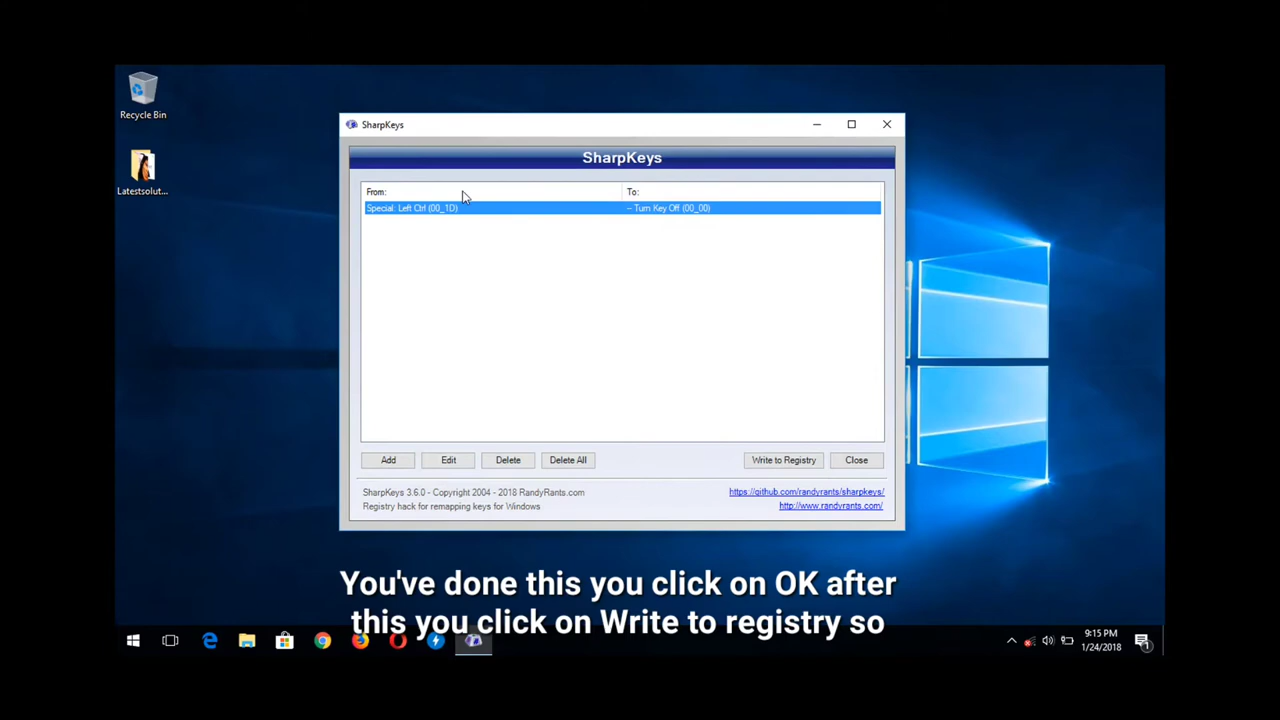 Recycle Bin
Latestsolut...
SharpKeys
SharpKeys
From: To:
Special: Left Ctrl (00_1D) -- Turn Key Off (00_00)
Add Edit Delete Delete All Write to Registry Close
SharpKeys 3.6.0 - Copyright 2004 - 2018 RandyRants.com https://github.com/randyrants/sharpkeys/
Registry hack for remapping keys for Windows http://www.randyrants.com/
You've done this you click on OK after
this you click on Write to registry so
9:15 PM
1/24/2018
1